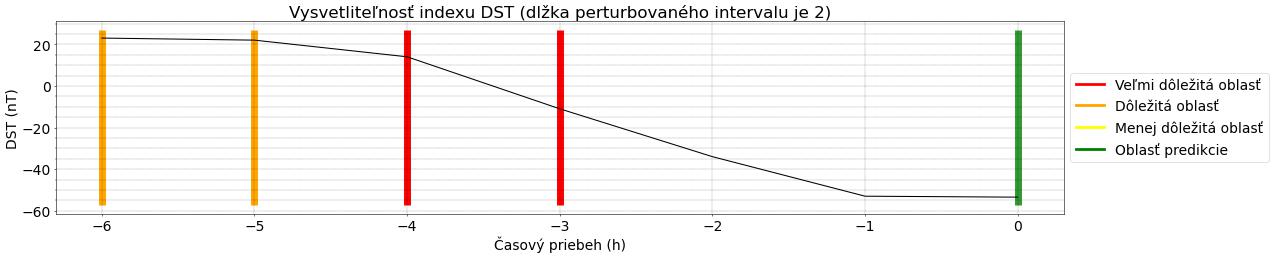 Vysvetliteľnosť indexu DST (dĺžka perturbovaného intervalu je 2)
20
0
−20
−40
−60
DST (nT)
−6
−5
−4
−3
−2
−1
0
Časový priebeh (h)
Veľmi dôležitá oblasť
Dôležitá oblasť
Menej dôležitá oblasť
Oblasť predikcie